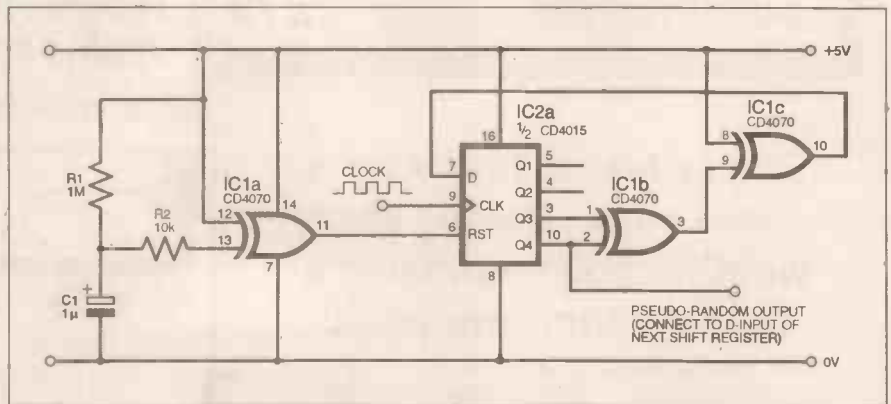 +5V
IC2a
½ CD4015
IC1c
CD4070
R1
1M
IC1a
CD4070
14
12
13
11
7
R2
10k
C1
+
1µ
CLOCK
16
7
D
9
CLK
6
RST
8
Q1
5
Q2
4
Q3
3
Q4
10
IC1b
CD4070
1
2
3
8
9
10
PSEUDO-RANDOM OUTPUT
(CONNECT TO D-INPUT OF
NEXT SHIFT REGISTER)
0V